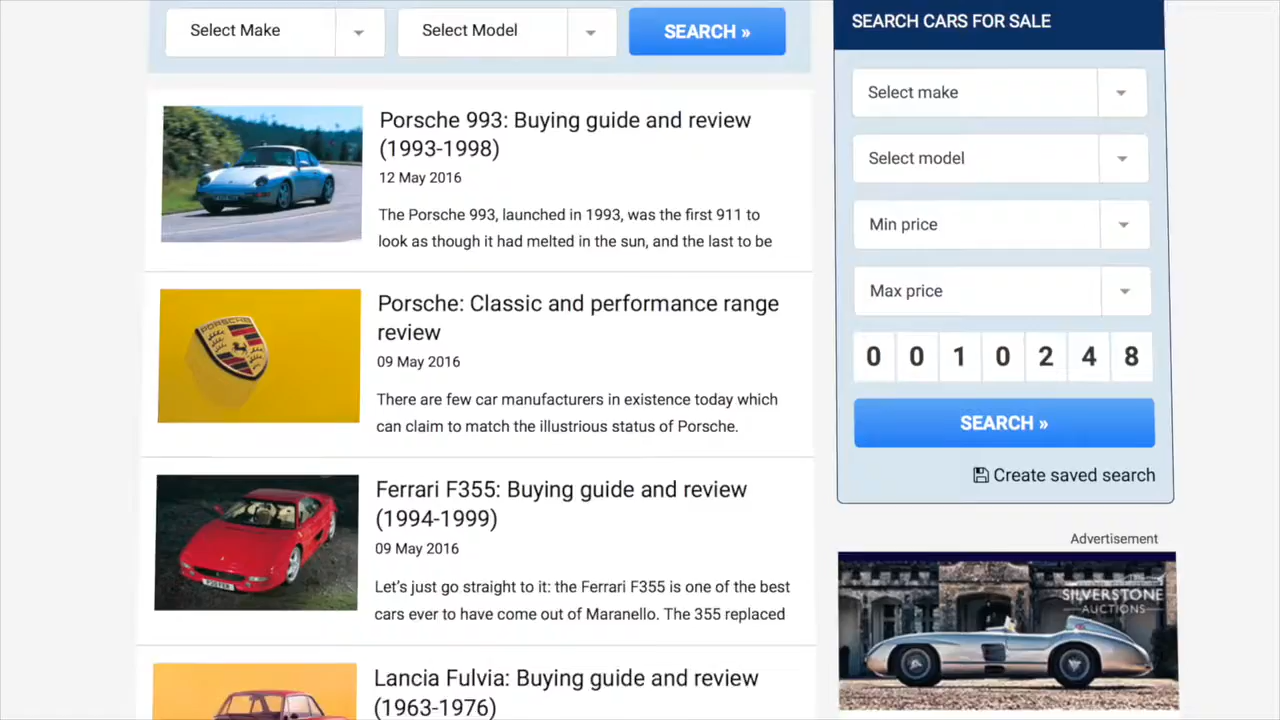 Select Make
Select Model
SEARCH »
Porsche 993: Buying guide and review
(1993-1998)
12 May 2016
The Porsche 993, launched in 1993, was the first 911 to
look as though it had melted in the sun, and the last to be
PORSCHE
Porsche: Classic and performance range
review
09 May 2016
There are few car manufacturers in existence today which
can claim to match the illustrious status of Porsche.
Ferrari F355: Buying guide and review
(1994-1999)
09 May 2016
Let’s just go straight to it: the Ferrari F355 is one of the best
cars ever to have come out of Maranello. The 355 replaced
Lancia Fulvia: Buying guide and review
(1963-1976)
SEARCH CARS FOR SALE
Select make
Select model
Min price
Max price
0 0 1 0 2 4 8
SEARCH »
Create saved search
Advertisement
SILVERSTONE
AUCTIONS